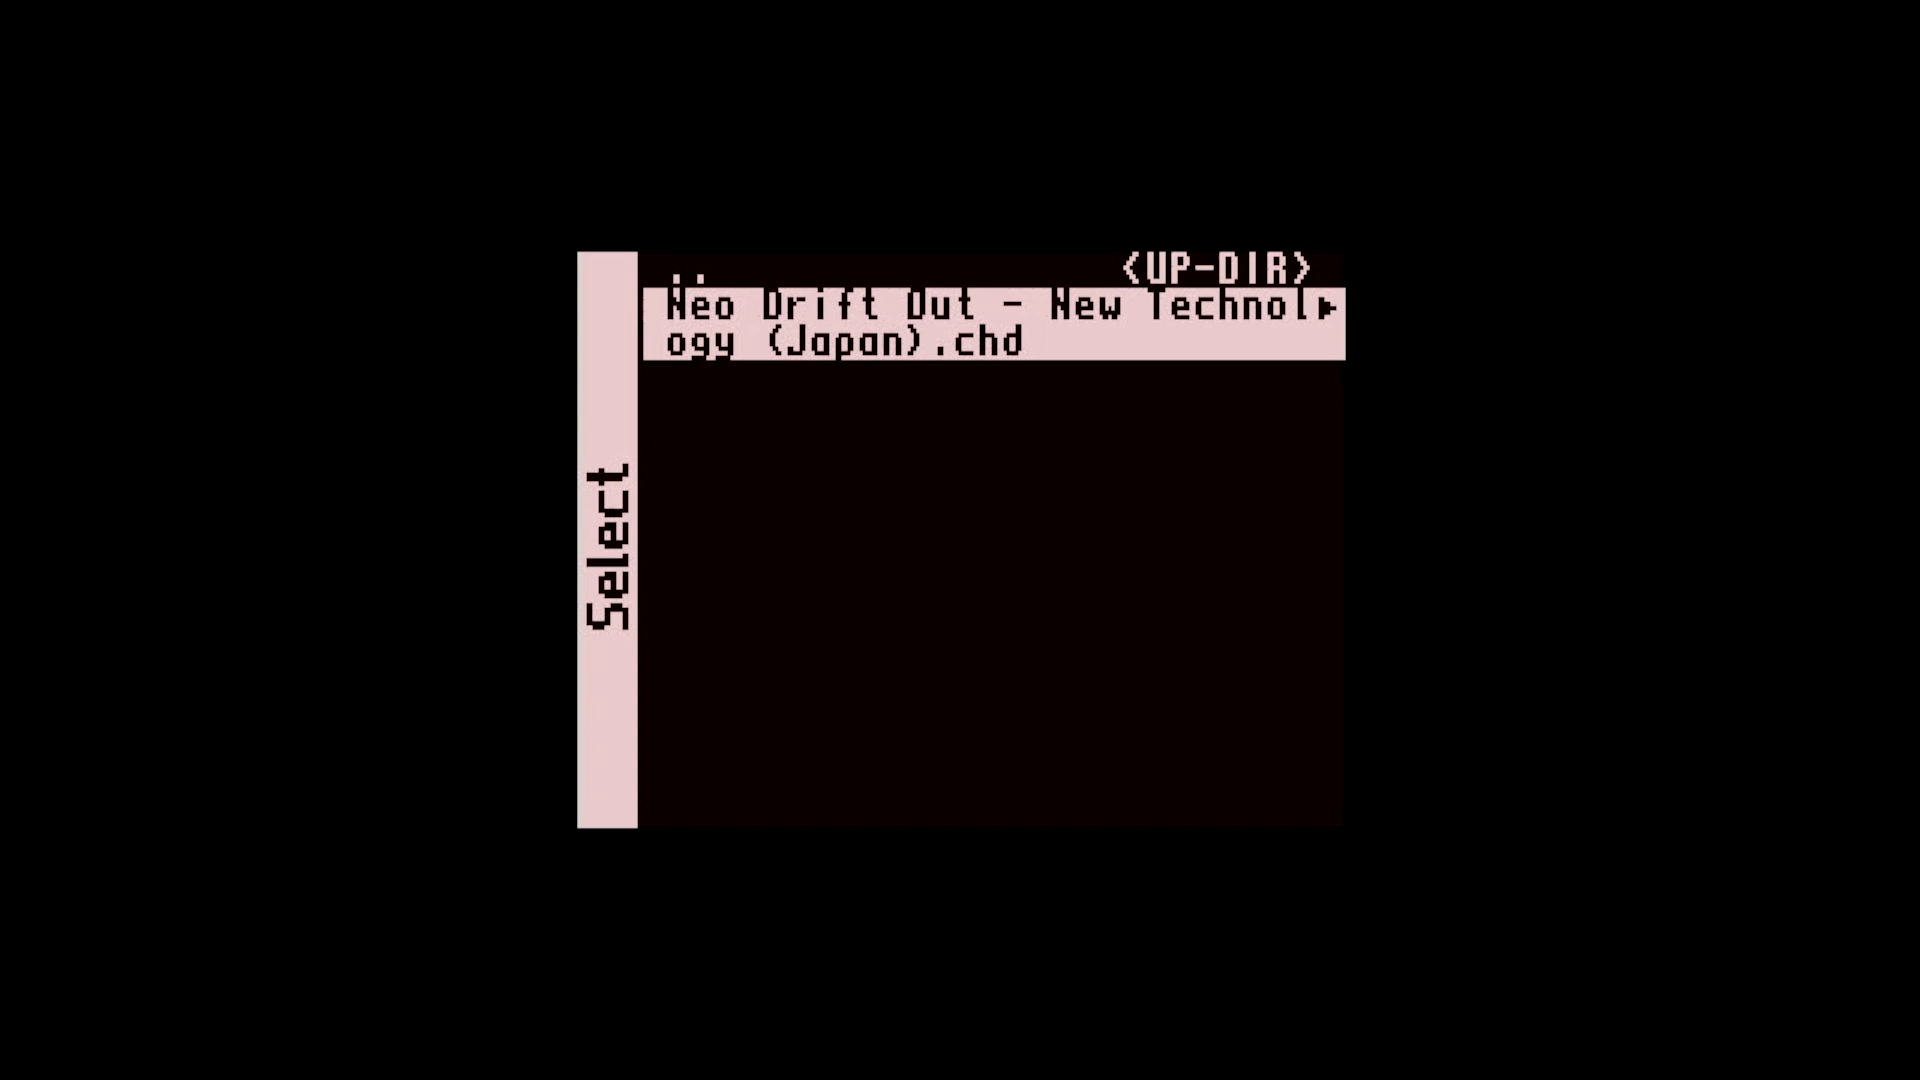 ..                  <UP-DIR>
Neo Drift Out - New Technol▶
ogy (Japan).chd
Select